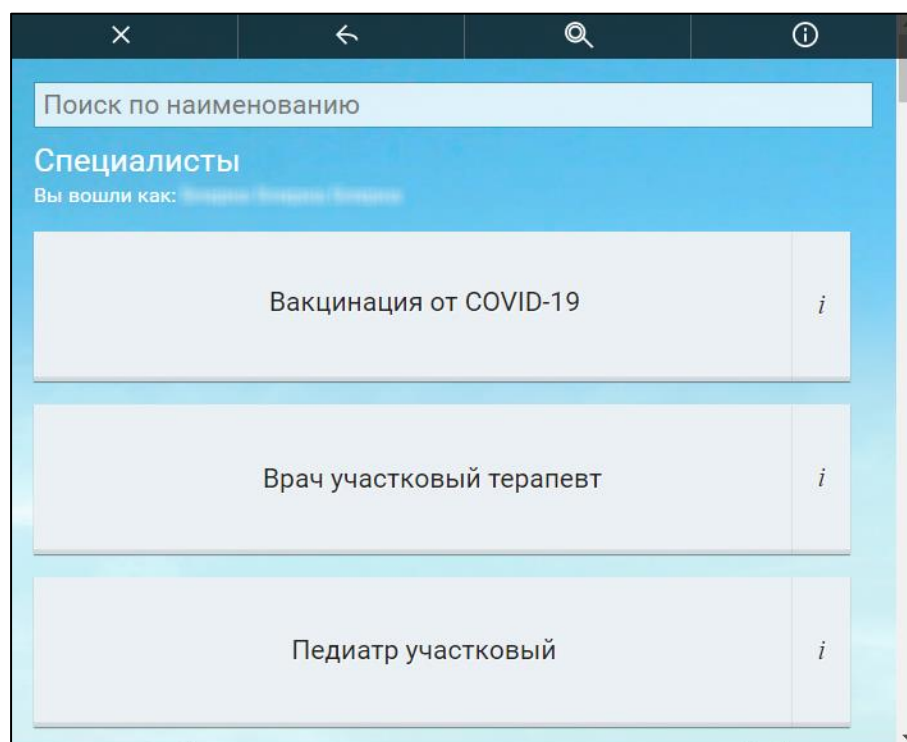 Поиск по наименованию
Специалисты
Вы вошли как:
Вакцинация от COVID-19
i
Врач участковый терапевт
i
Педиатр участковый
i